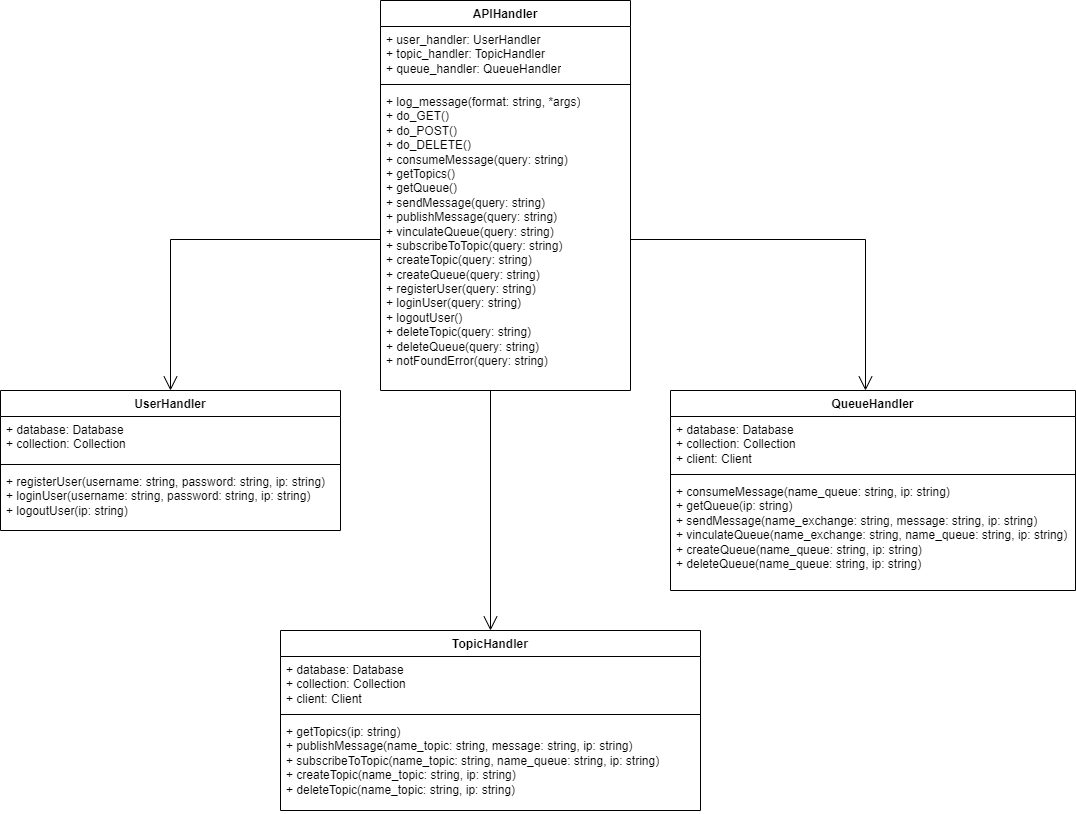 APIHandler
+ user_handler: UserHandler
+ topic_handler: TopicHandler
+ queue_handler: QueueHandler
+ log_message(format: string, *args)
+ do_GET()
+ do_POST()
+ do_DELETE()
+ consumeMessage(query: string)
+ getTopics()
+ getQueue()
+ sendMessage(query: string)
+ publishMessage(query: string)
+ vinculateQueue(query: string)
+ subscribeToTopic(query: string)
+ createTopic(query: string)
+ createQueue(query: string)
+ registerUser(query: string)
+ loginUser(query: string)
+ logoutUser()
+ deleteTopic(query: string)
+ deleteQueue(query: string)
+ notFoundError(query: string)
UserHandler
+ database: Database
+ collection: Collection
+ registerUser(username: string, password: string, ip: string)
+ loginUser(username: string, password: string, ip: string)
+ logoutUser(ip: string)
QueueHandler
+ database: Database
+ collection: Collection
+ client: Client
+ consumeMessage(name_queue: string, ip: string)
+ getQueue(ip: string)
+ sendMessage(name_exchange: string, message: string, ip: string)
+ vinculateQueue(name_exchange: string, name_queue: string, ip: string)
+ createQueue(name_queue: string, ip: string)
+ deleteQueue(name_queue: string, ip: string)
TopicHandler
+ database: Database
+ collection: Collection
+ client: Client
+ getTopics(ip: string)
+ publishMessage(name_topic: string, message: string, ip: string)
+ subscribeToTopic(name_topic: string, name_queue: string, ip: string)
+ createTopic(name_topic: string, ip: string)
+ deleteTopic(name_topic: string, ip: string)